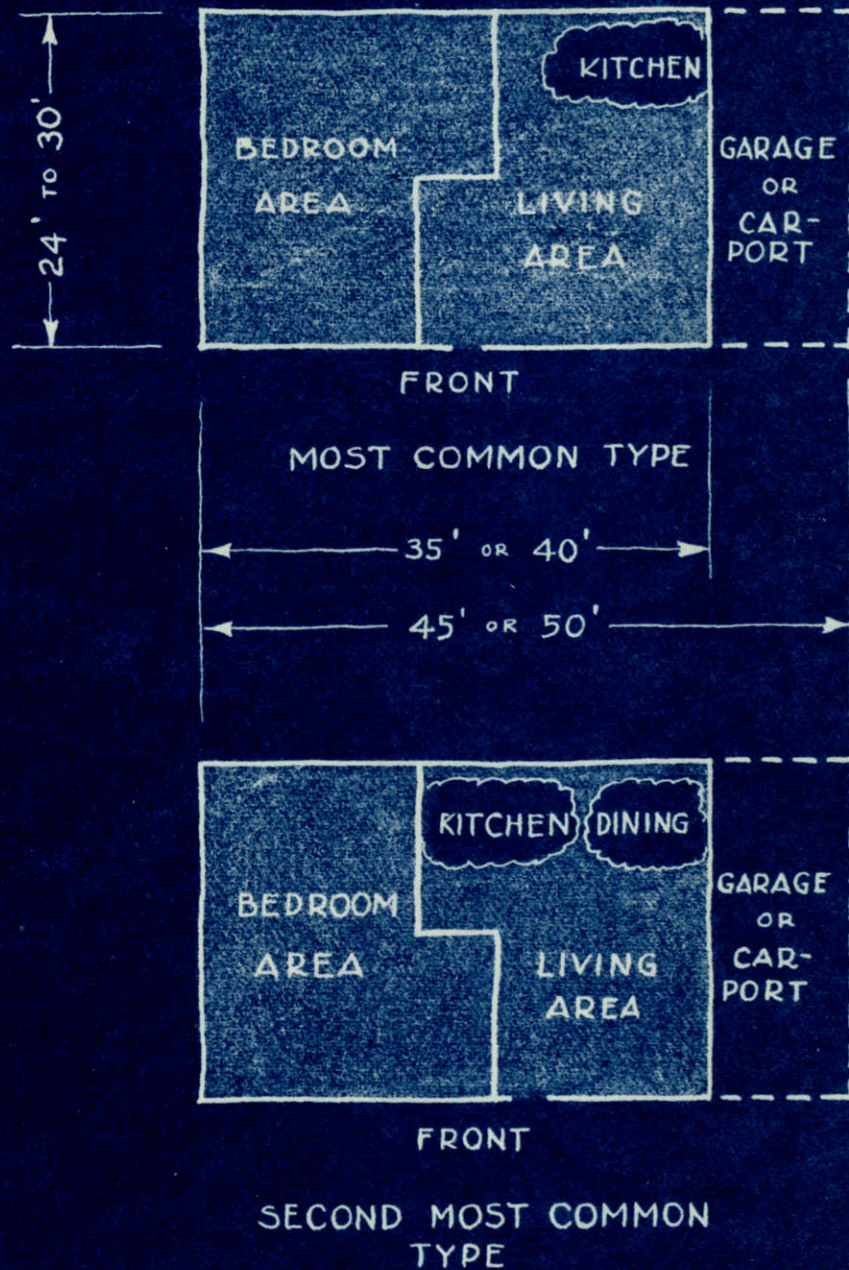 24' TO 30'
KITCHEN
BEDROOM
AREA
LIVING
AREA
GARAGE
OR
CAR-
PORT
FRONT
MOST COMMON TYPE
35' OR 40'
45' OR 50'
KITCHEN
DINING
BEDROOM
AREA
LIVING
AREA
GARAGE
OR
CAR-
PORT
FRONT
SECOND MOST COMMON
TYPE